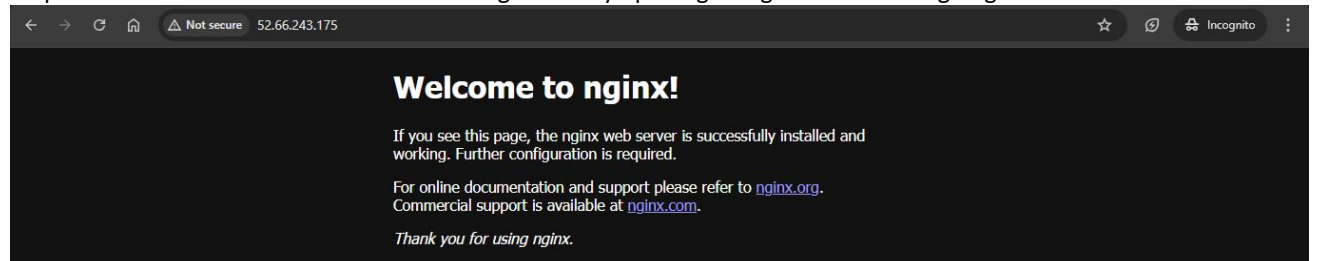 Not secure 52.66.243.175 Incognito
Welcome to nginx!
If you see this page, the nginx web server is successfully installed and
working. Further configuration is required.
For online documentation and support please refer to nginx.org.
Commercial support is available at nginx.com.
Thank you for using nginx.